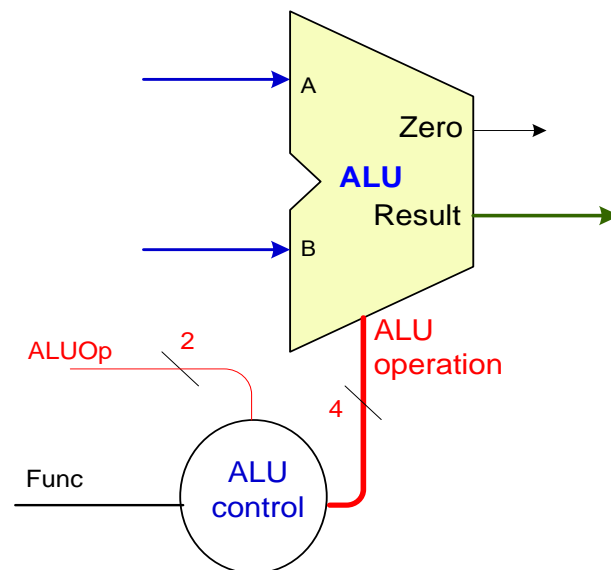 A
Zero
ALU
Result
B
ALU
operation
2
ALUOp
4
Func
ALU
control